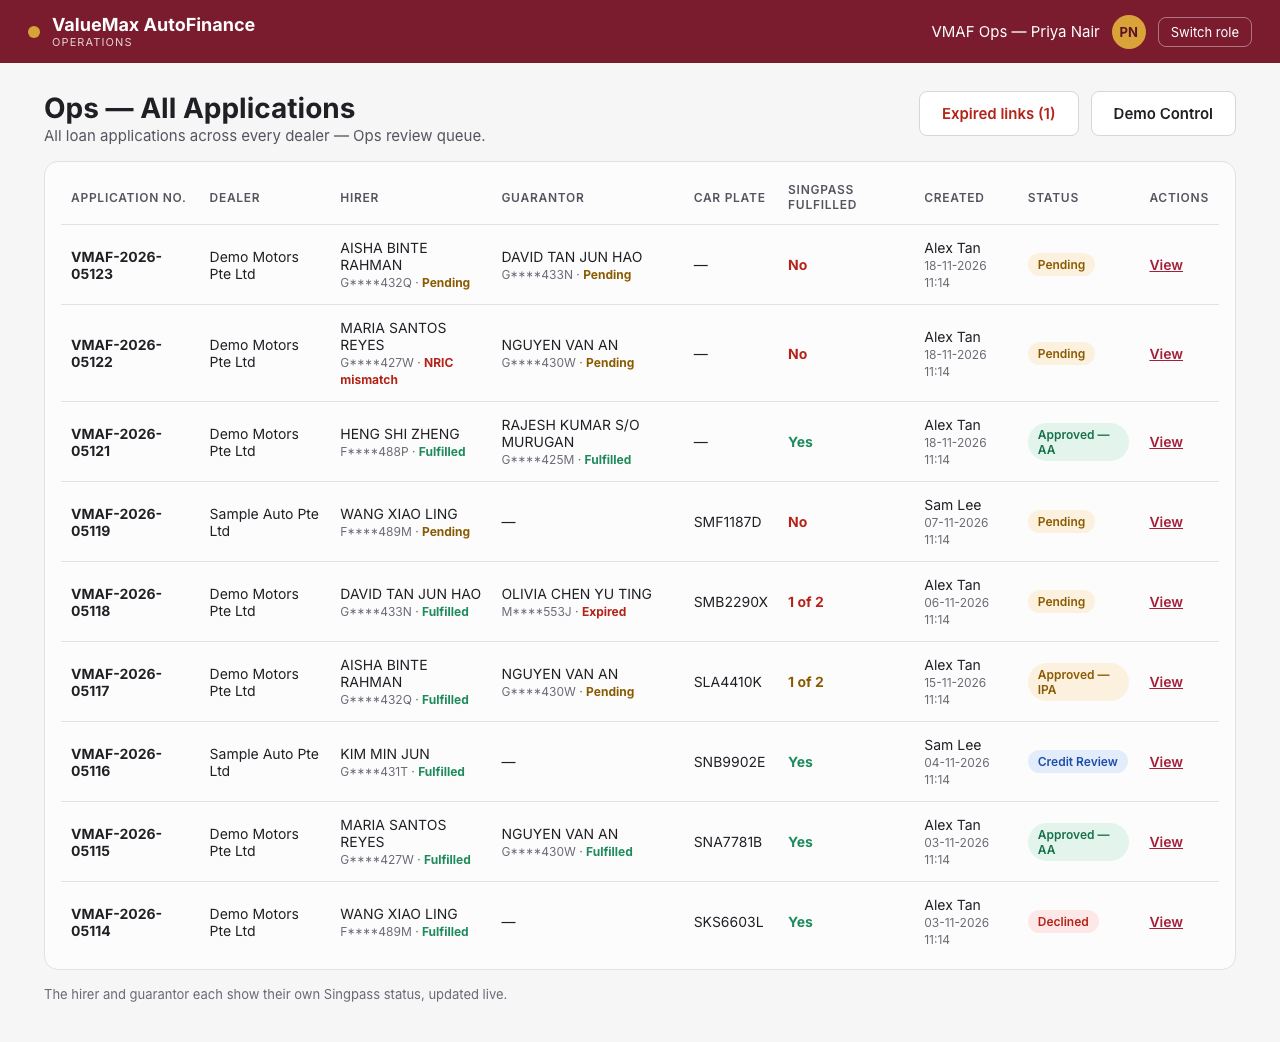 ValueMax AutoFinance
OPERATIONS
VMAF Ops — Priya Nair
PN
Switch role
Ops — All Applications
All loan applications across every dealer — Ops review queue.
Expired links (1)
Demo Control
APPLICATION NO. DEALER HIRER GUARANTOR CAR PLATE SINGPASS FULFILLED CREATED STATUS ACTIONS
VMAF-2026-05123 Demo Motors Pte Ltd AISHA BINTE RAHMAN G****432Q · Pending DAVID TAN JUN HAO G****433N · Pending — No Alex Tan 18-11-2026 11:14 Pending View
VMAF-2026-05122 Demo Motors Pte Ltd MARIA SANTOS REYES G****427W · NRIC mismatch NGUYEN VAN AN G****430W · Pending — No Alex Tan 18-11-2026 11:14 Pending View
VMAF-2026-05121 Demo Motors Pte Ltd HENG SHI ZHENG F****488P · Fulfilled RAJESH KUMAR S/O MURUGAN G****425M · Fulfilled — Yes Alex Tan 18-11-2026 11:14 Approved — AA View
VMAF-2026-05119 Sample Auto Pte Ltd WANG XIAO LING F****489M · Pending — SMF1187D No Sam Lee 07-11-2026 11:14 Pending View
VMAF-2026-05118 Demo Motors Pte Ltd DAVID TAN JUN HAO G****433N · Fulfilled OLIVIA CHEN YU TING M****553J · Expired SMB2290X 1 of 2 Alex Tan 06-11-2026 11:14 Pending View
VMAF-2026-05117 Demo Motors Pte Ltd AISHA BINTE RAHMAN G****432Q · Fulfilled NGUYEN VAN AN G****430W · Pending SLA4410K 1 of 2 Alex Tan 15-11-2026 11:14 Approved — IPA View
VMAF-2026-05116 Sample Auto Pte Ltd KIM MIN JUN G****431T · Fulfilled — SNB9902E Yes Sam Lee 04-11-2026 11:14 Credit Review View
VMAF-2026-05115 Demo Motors Pte Ltd MARIA SANTOS REYES G****427W · Fulfilled NGUYEN VAN AN G****430W · Fulfilled SNA7781B Yes Alex Tan 03-11-2026 11:14 Approved — AA View
VMAF-2026-05114 Demo Motors Pte Ltd WANG XIAO LING F****489M · Fulfilled — SKS6603L Yes Alex Tan 03-11-2026 11:14 Declined View
The hirer and guarantor each show their own Singpass status, updated live.